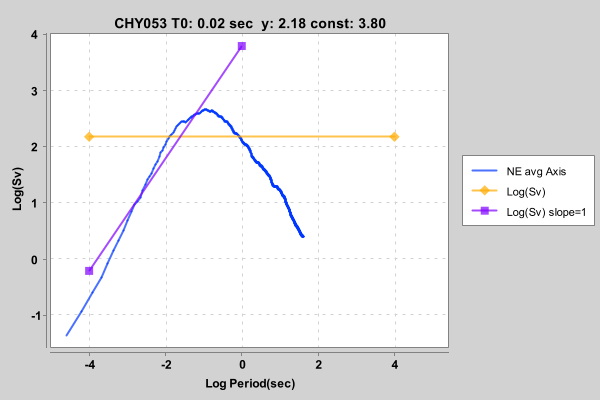 CHY053 T0: 0.02 sec  y: 2.18 const: 3.80
4
3
2
1
0
-1
Log(Sv)
-4
-2
0
2
4
Log Period(sec)
NE avg Axis
Log(Sv)
Log(Sv) slope=1